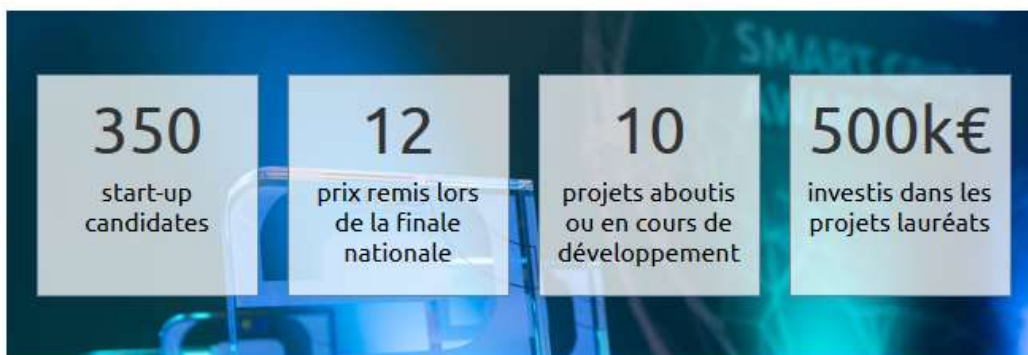 350
start-up
candidates
12
prix remis lors
de la finale
nationale
10
projets aboutis
ou en cours de
développement
500k€
investis dans les
projets lauréats
SMART